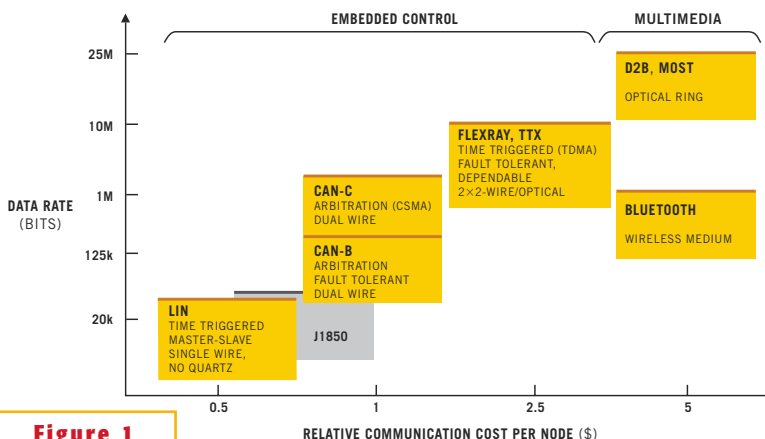 EMBEDDED CONTROL
MULTIMEDIA
25M
10M
1M
125k
20k
DATA RATE
(BITS)
D2B, MOST
OPTICAL RING
FLEXRAY, TTX
TIME TRIGGERED (TDMA)
FAULT TOLERANT,
DEPENDABLE
2×2-WIRE/OPTICAL
CAN-C
ARBITRATION (CSMA)
DUAL WIRE
BLUETOOTH
WIRELESS MEDIUM
CAN-B
ARBITRATION
FAULT TOLERANT
DUAL WIRE
LIN
TIME TRIGGERED
MASTER-SLAVE
SINGLE WIRE,
NO QUARTZ
J1850
0.5
1
2.5
5
RELATIVE COMMUNICATION COST PER NODE ($)
Figure 1